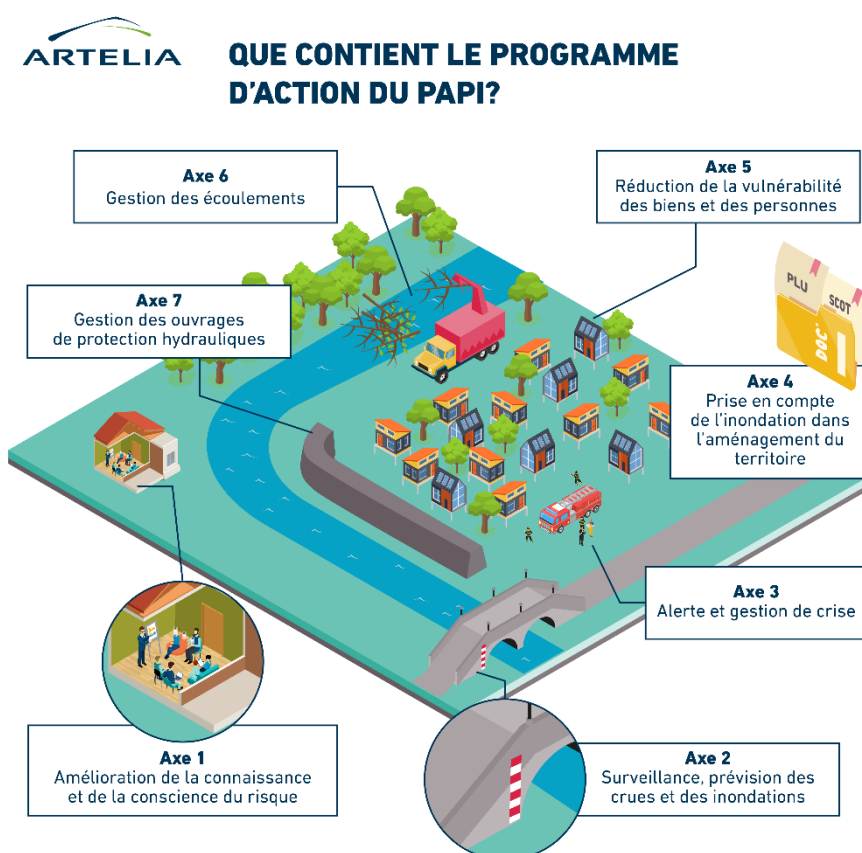 ARTELIA
QUE CONTIENT LE PROGRAMME
D'ACTION DU PAPI?
Axe 6
Gestion des écoulements
Axe 5
Réduction de la vulnérabilité
des biens et des personnes
PLU
SCOT
DOC'
Axe 7
Gestion des ouvrages
de protection hydrauliques
Axe 4
Prise en compte
de l'inondation dans
l'aménagement du
territoire
Axe 3
Alerte et gestion de crise
Axe 1
Amélioration de la connaissance
et de la conscience du risque
Axe 2
Surveillance, prévision des
crues et des inondations